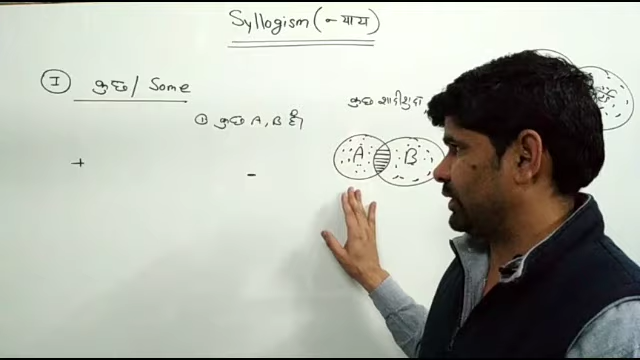 Syllogism (न्याय)
I कुछ / Some
कुछ शादीशुदा
① कुछ A, B हैं
A B
+ -